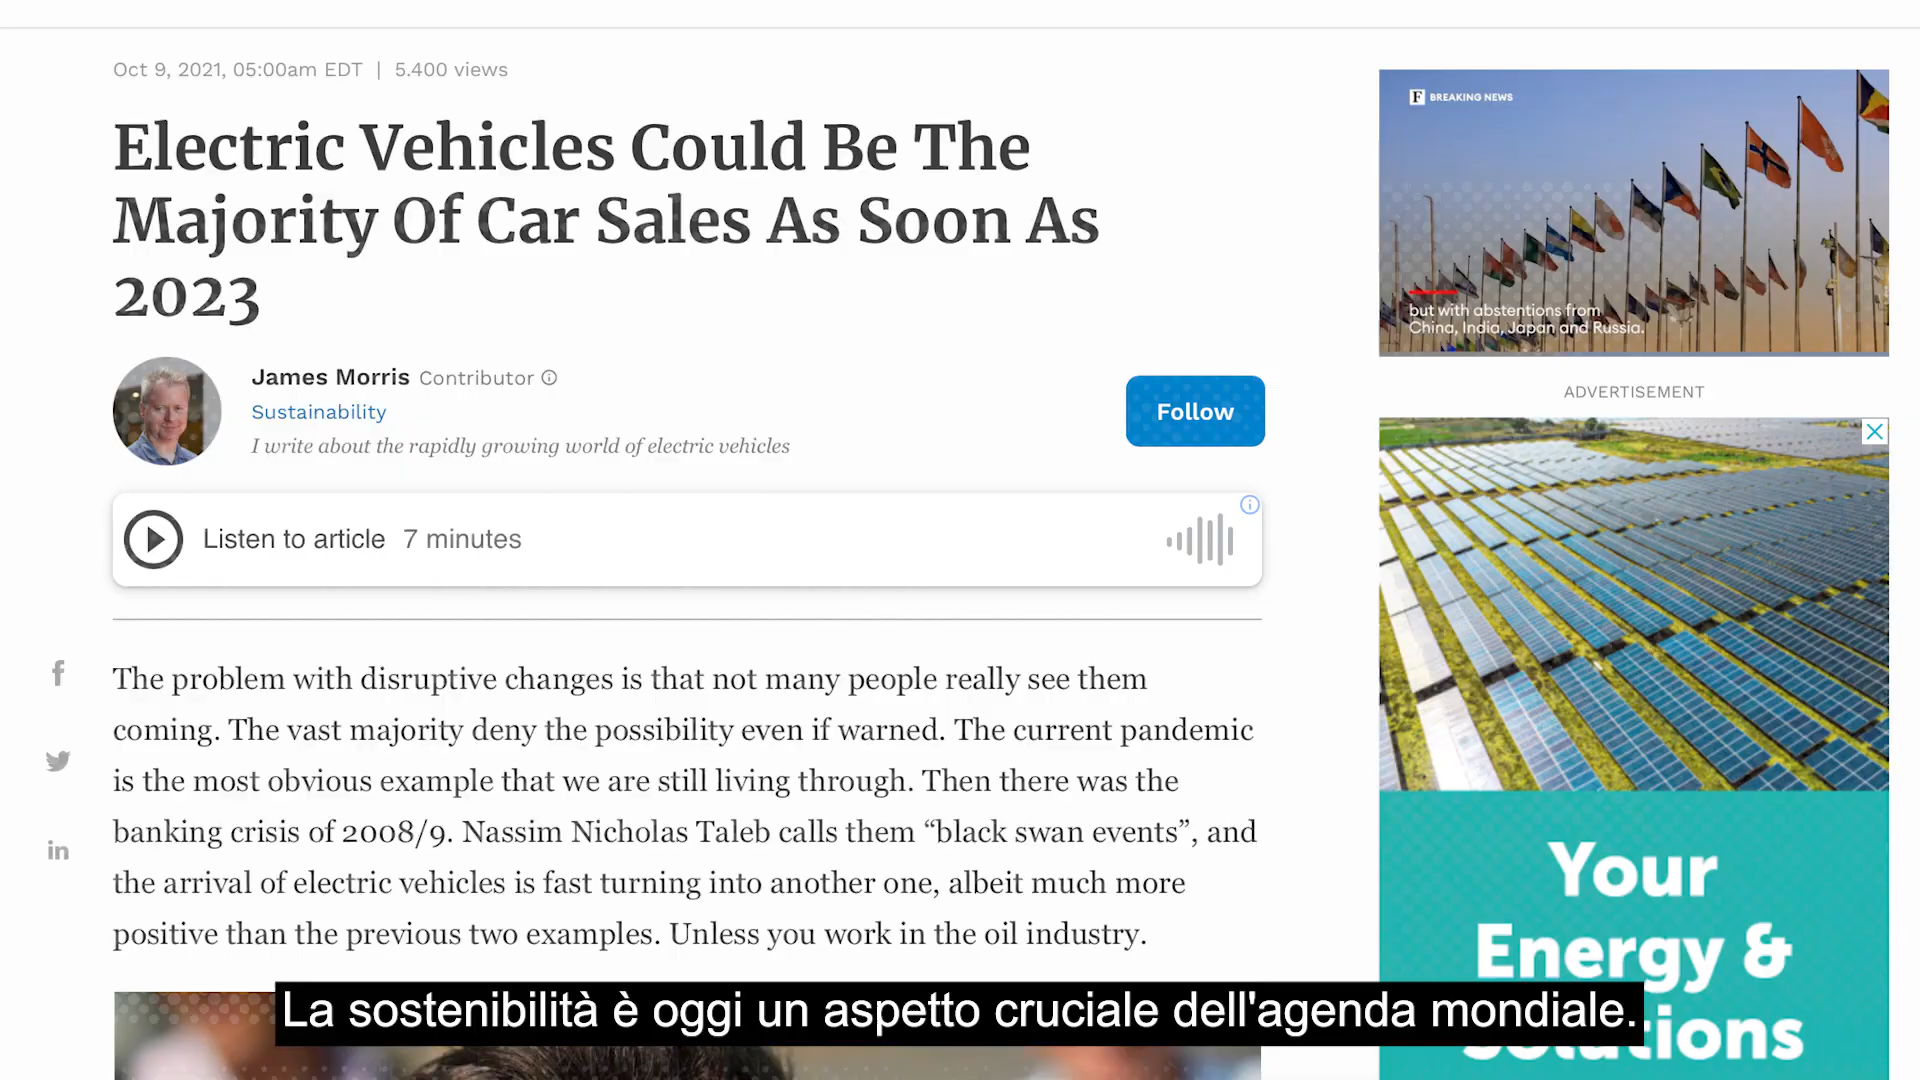 Oct 9, 2021, 05:00am EDT | 5.400 views
Electric Vehicles Could Be The
Majority Of Car Sales As Soon As
2023
James Morris Contributor
Sustainability
I write about the rapidly growing world of electric vehicles
Follow
Listen to article 7 minutes
The problem with disruptive changes is that not many people really see them
coming. The vast majority deny the possibility even if warned. The current pandemic
is the most obvious example that we are still living through. Then there was the
banking crisis of 2008/9. Nassim Nicholas Taleb calls them “black swan events”, and
the arrival of electric vehicles is fast turning into another one, albeit much more
positive than the previous two examples. Unless you work in the oil industry.
F BREAKING NEWS
but with abstentions from
China, India, Japan and Russia.
ADVERTISEMENT
Your
Energy &
Solutions
La sostenibilità è oggi un aspetto cruciale dell'agenda mondiale.